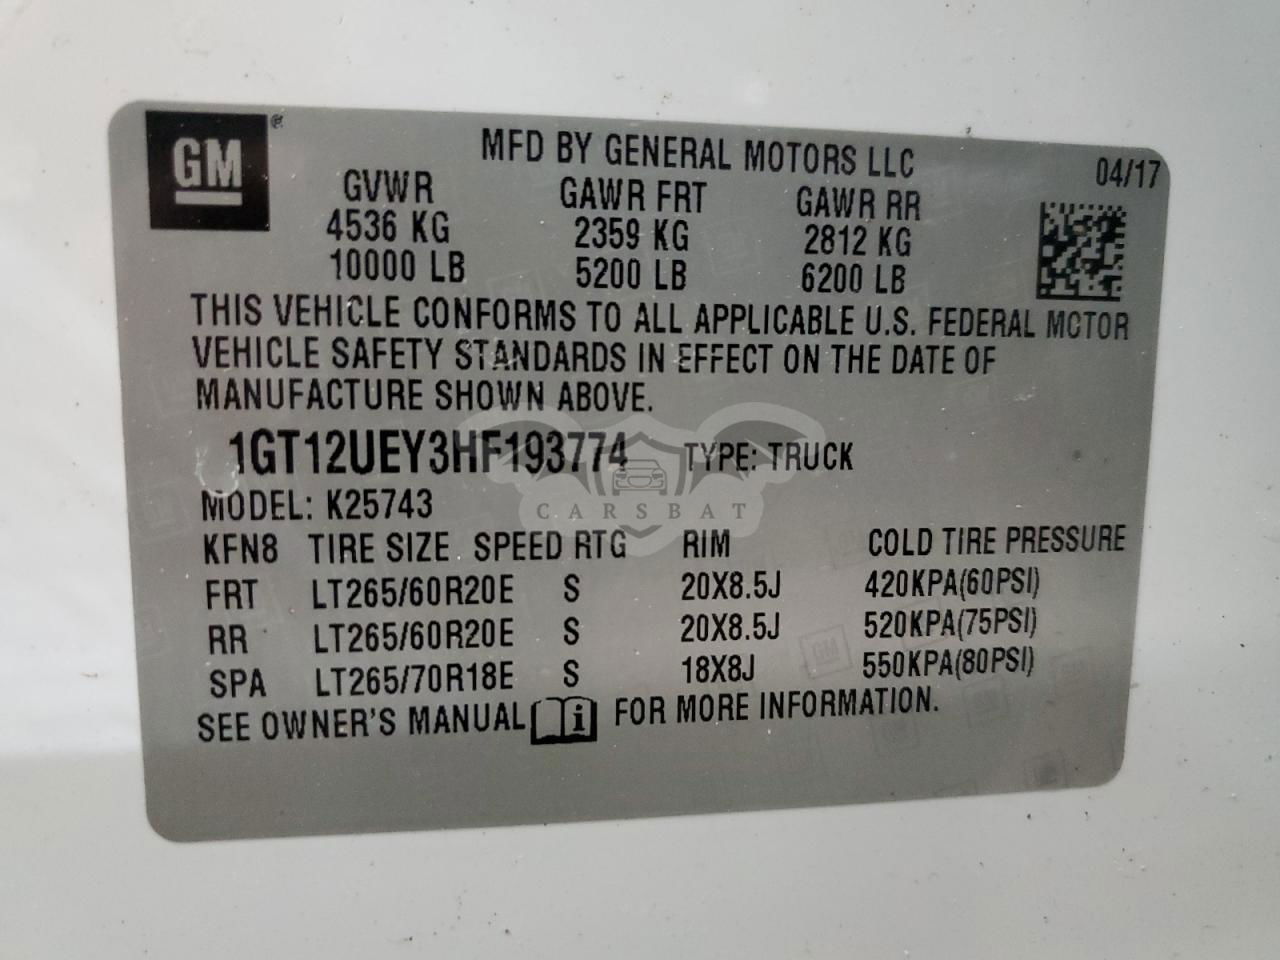 GM®
MFD BY GENERAL MOTORS LLC 04/17
GVWR GAWR FRT GAWR RR
4536 KG 2359 KG 2812 KG
10000 LB 5200 LB 6200 LB
THIS VEHICLE CONFORMS TO ALL APPLICABLE U.S. FEDERAL MOTOR
VEHICLE SAFETY STANDARDS IN EFFECT ON THE DATE OF
MANUFACTURE SHOWN ABOVE.
1GT12UEY3HF193774 TYPE: TRUCK
MODEL: K25743
CARSBAT
KFN8 TIRE SIZE SPEED RTG RIM COLD TIRE PRESSURE
FRT LT265/60R20E S 20X8.5J 420KPA(60PSI)
RR LT265/60R20E S 20X8.5J 520KPA(75PSI)
SPA LT265/70R18E S 18X8J 550KPA(80PSI)
SEE OWNER'S MANUAL i FOR MORE INFORMATION.